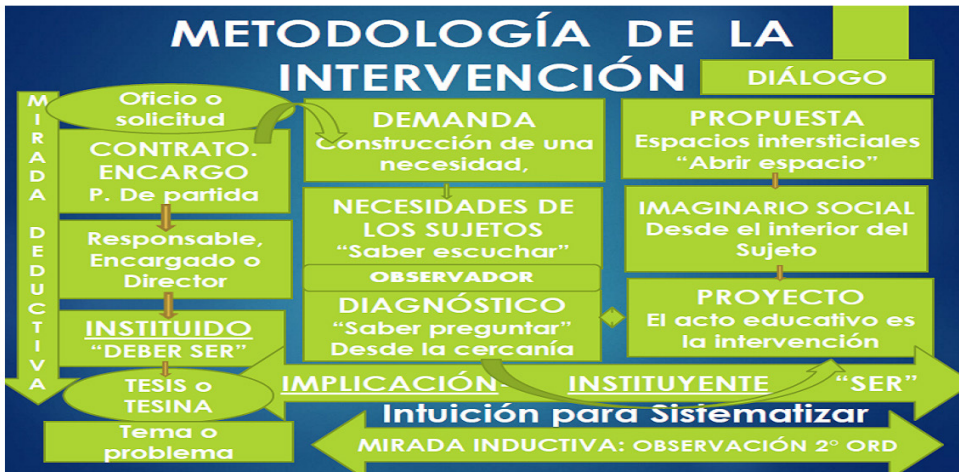 METODOLOGÍA DE LA
INTERVENCIÓN
DIÁLOGO
MIRADA DEDUCTIVA
Oficio o
solicitud
CONTRATO.
ENCARGO
P. De partida
Responsable,
Encargado o
Director
INSTITUIDO
"DEBER SER"
TESIS o
TESINA
Tema o
problema
DEMANDA
Construcción de una
necesidad,
NECESIDADES DE
LOS SUJETOS
"Saber escuchar"
OBSERVADOR
DIAGNÓSTICO
"Saber preguntar"
Desde la cercanía
PROPUESTA
Espacios intersticiales
"Abrir espacio"
IMAGINARIO SOCIAL
Desde el interior del
Sujeto
PROYECTO
El acto educativo es
la intervención
IMPLICACIÓN- INSTITUYENTE "SER"
Intuición para Sistematizar
MIRADA INDUCTIVA: OBSERVACIÓN 2° ORD